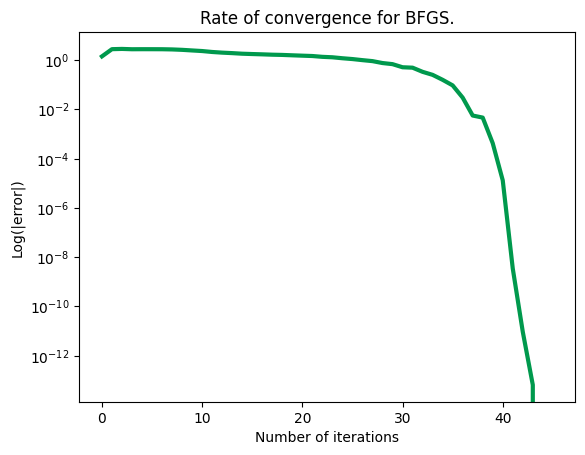 Rate of convergence for BFGS.
Log(|error|)
10^0
10^-2
10^-4
10^-6
10^-8
10^-10
10^-12
0 10 20 30 40
Number of iterations